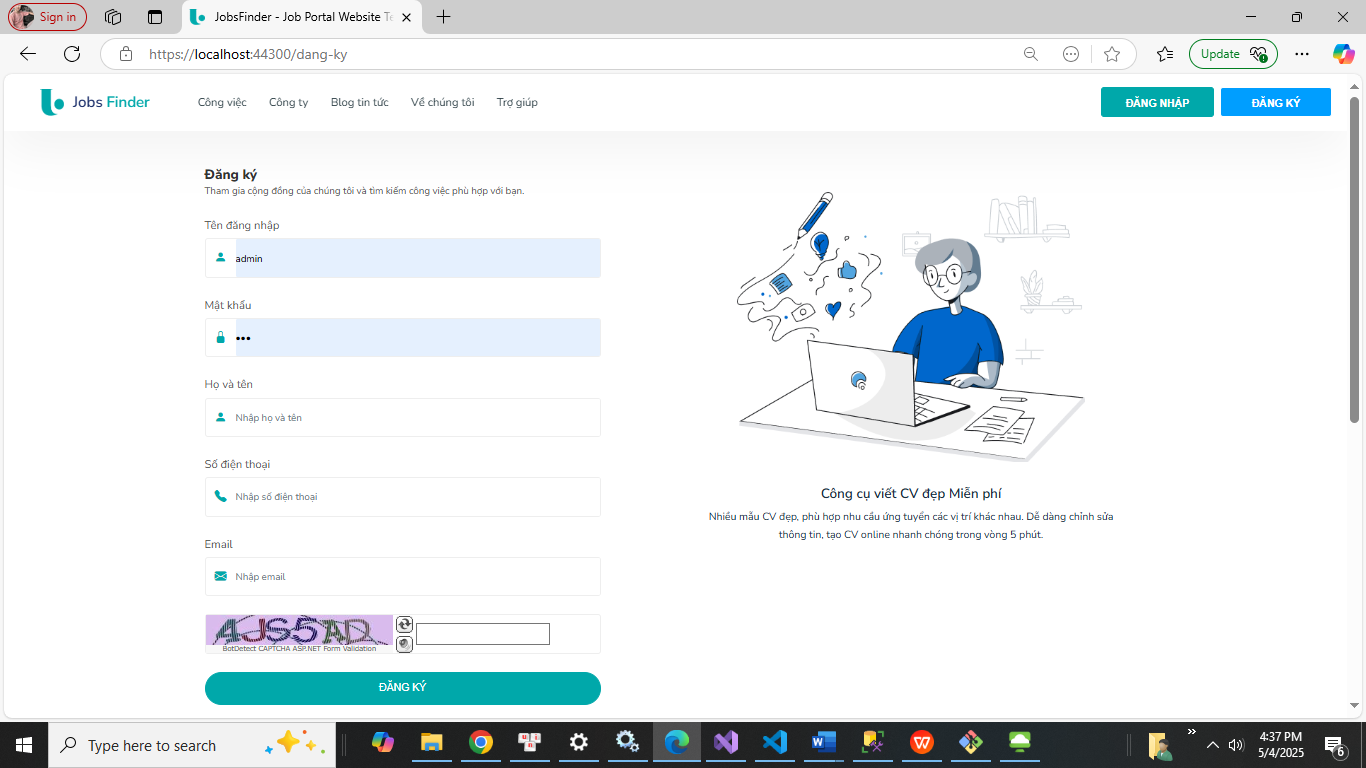 Sign in
JobsFinder - Job Portal Website Te
https://localhost:44300/dang-ky
Update
Jobs Finder
Công việc
Công ty
Blog tin tức
Về chúng tôi
Trợ giúp
ĐĂNG NHẬP
ĐĂNG KÝ
Đăng ký
Tham gia cộng đồng của chúng tôi và tìm kiếm công việc phù hợp với bạn.
Tên đăng nhập
admin
Mật khẩu
•••
Họ và tên
Nhập họ và tên
Số điện thoại
Nhập số điện thoại
Email
Nhập email
4JS5AD
BotDetect CAPTCHA ASP.NET Form Validation
ĐĂNG KÝ
Công cụ viết CV đẹp Miễn phí
Nhiều mẫu CV đẹp, phù hợp nhu cầu ứng tuyển các vị trí khác nhau. Dễ dàng chỉnh sửa
thông tin, tạo CV online nhanh chóng trong vòng 5 phút.
Type here to search
4:37 PM
5/4/2025
6